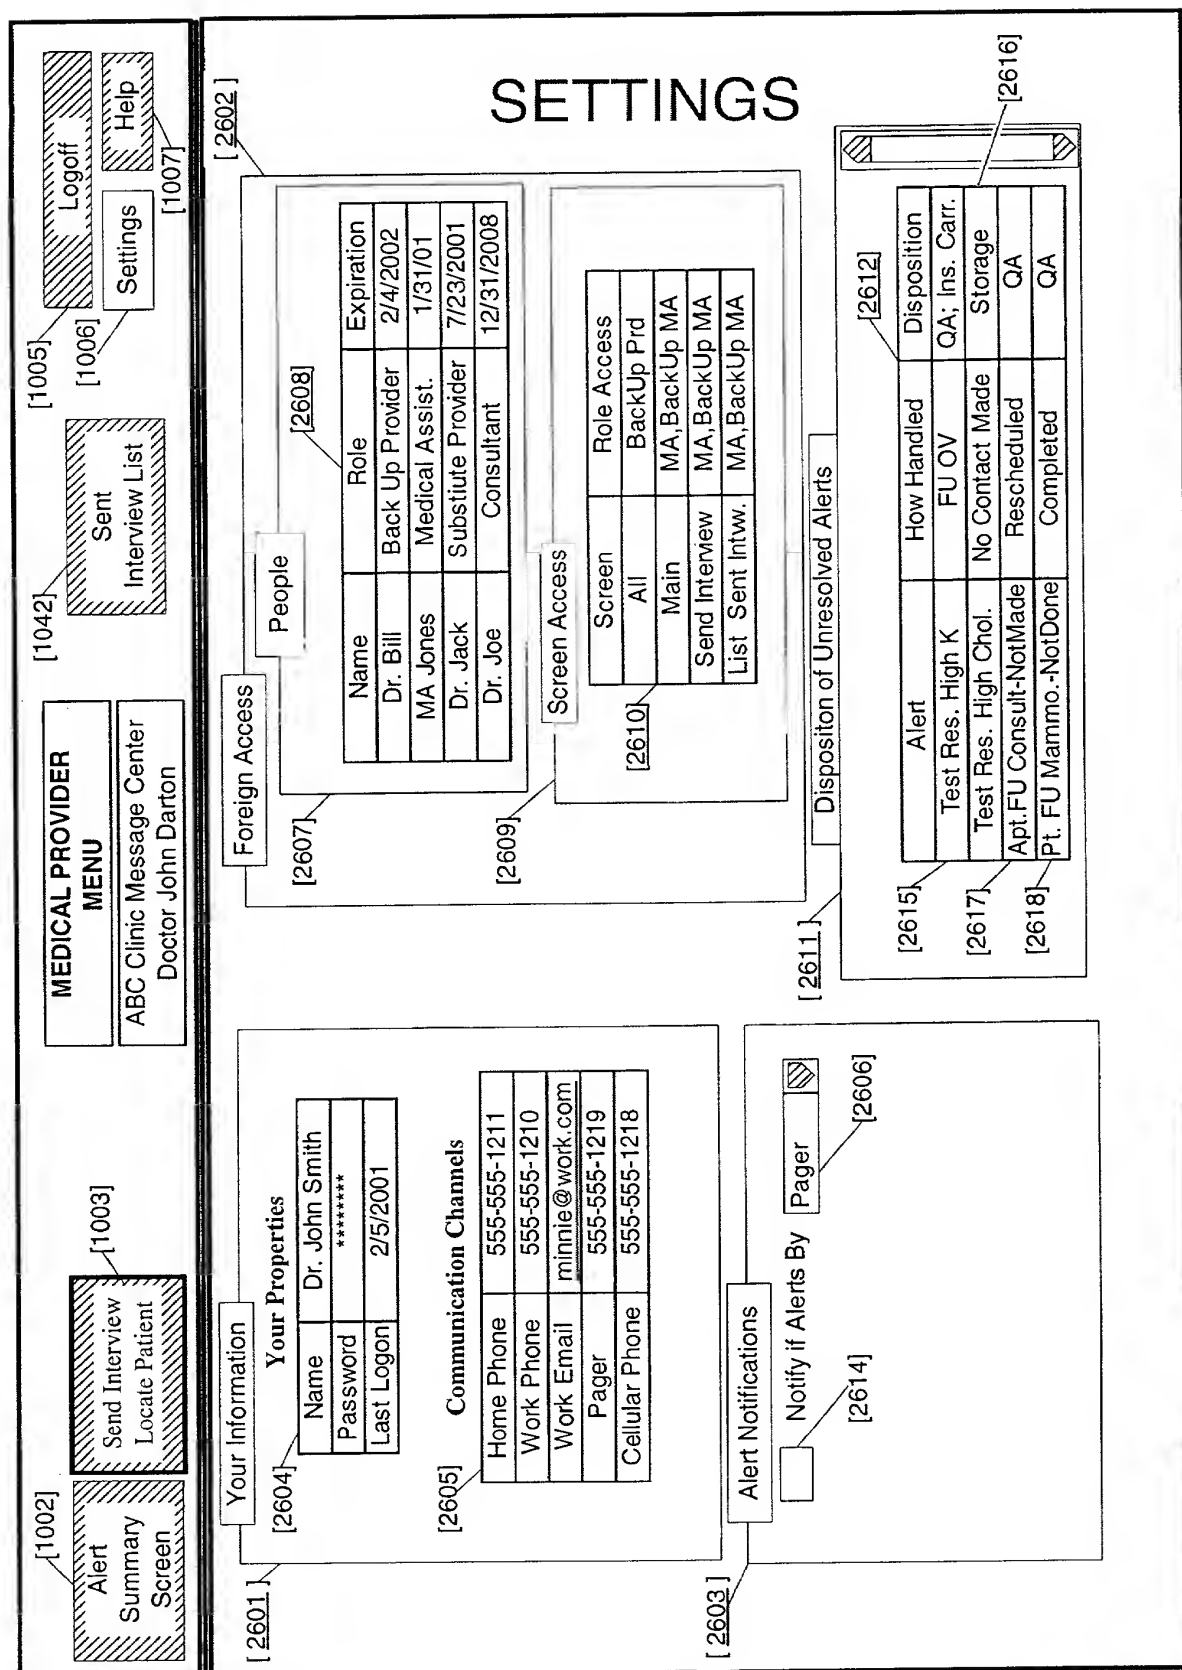 [1002]
Alert
Summary
Screen
Send Interview
Locate Patient
[1003]
MEDICAL PROVIDER
MENU
ABC Clinic Message Center
Doctor John Darton
[1042]
Sent
Interview List
[1005]
Logoff
[1006]
Settings
Help
[1007]
SETTINGS
[2601]
Your Information
Your Properties
[2604]
Name Dr. John Smith
Password ********
Last Logon 2/5/2001
Communication Channels
[2605]
Home Phone 555-555-1211
Work Phone 555-555-1210
Work Email minnie@work.com
Pager 555-555-1219
Cellular Phone 555-555-1218
[2603]
Alert Notifications
Notify if Alerts By Pager
[2614]
[2606]
[2602]
Foreign Access
People
[2607]
[2608]
Name Role Expiration
Dr. Bill Back Up Provider 2/4/2002
MA Jones Medical Assist. 1/31/01
Dr. Jack Substiute Provider 7/23/2001
Dr. Joe Consultant 12/31/2008
[2609]
Screen Access
[2610]
Screen Role Access
All BackUp Prd
Main MA,BackUp MA
Send Interview MA,BackUp MA
List Sent Intvw. MA,BackUp MA
[2611]
Dispositon of Unresolved Alerts
[2612]
Alert How Handled Disposition
[2615] Test Res. High K FU OV QA; Ins. Carr.
Test Res. High Chol. No Contact Made Storage [2616]
[2617] Apt.FU Consult-NotMade Rescheduled QA
[2618] Pt. FU Mammo.-NotDone Completed QA